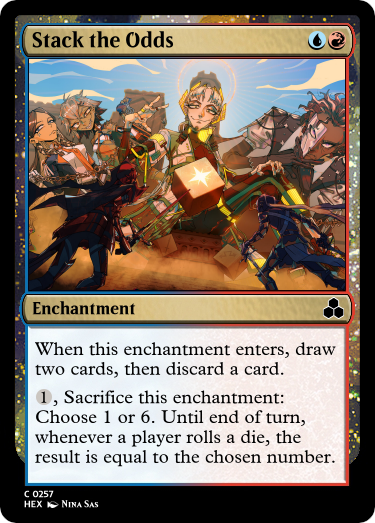 Stack the Odds
Enchantment
When this enchantment enters, draw
two cards, then discard a card.
1, Sacrifice this enchantment:
Choose 1 or 6. Until end of turn,
whenever a player rolls a die, the
result is equal to the chosen number.
C 0257
HEX Nina Sas